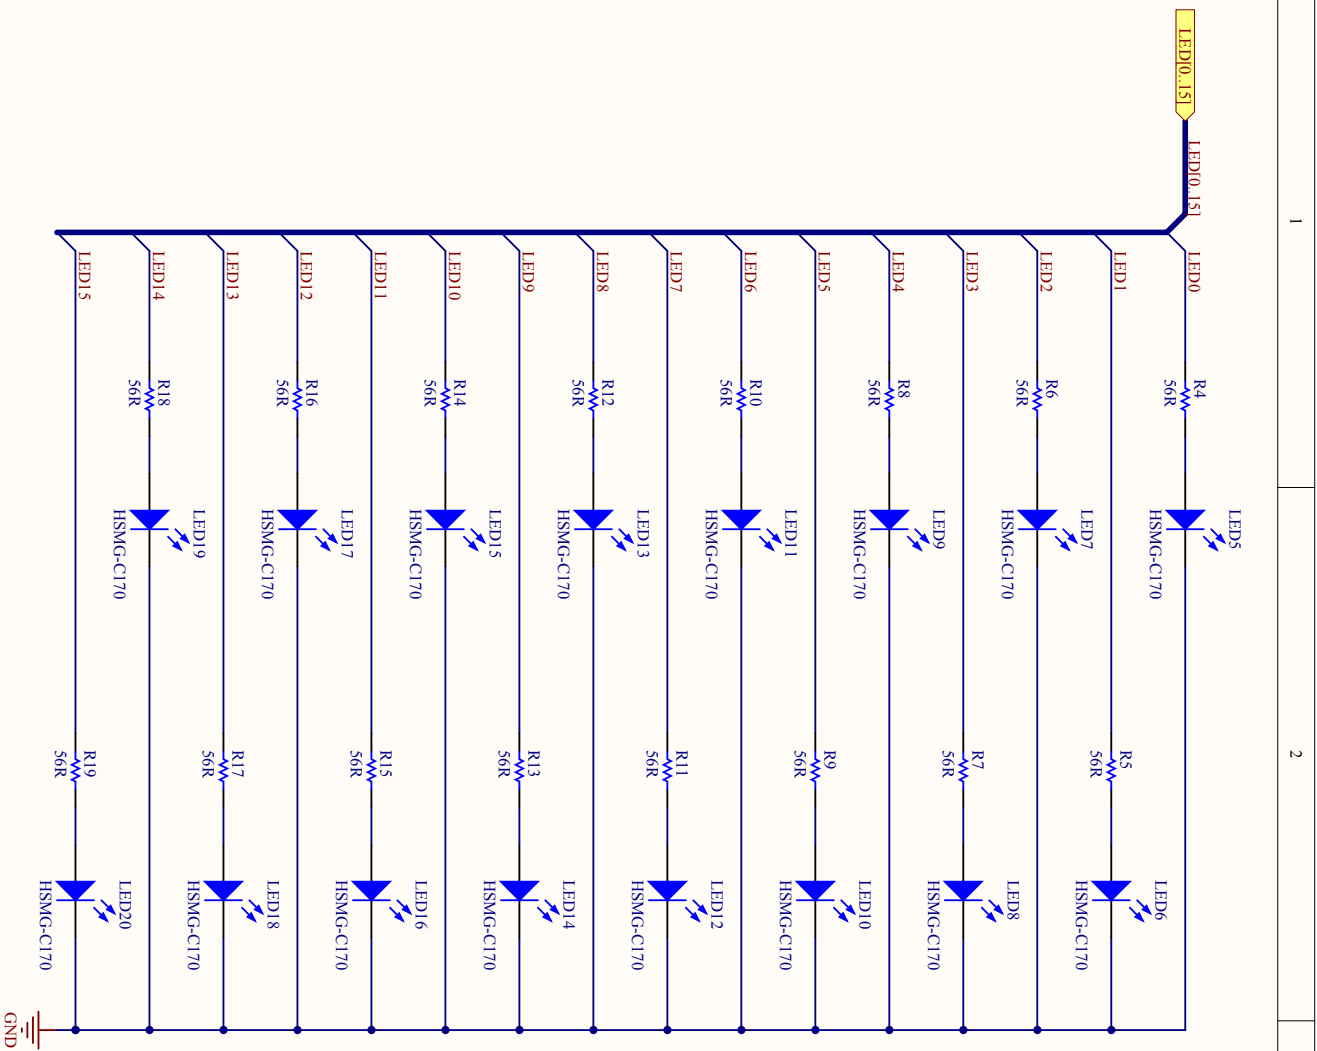 1
2
LED[0..15]
LED[0..15]
LED0
R4
56R
LED5
HSMG-C170
LED1
R5
56R
LED6
HSMG-C170
LED2
R6
56R
LED7
HSMG-C170
LED3
R7
56R
LED8
HSMG-C170
LED4
R8
56R
LED9
HSMG-C170
LED5
R9
56R
LED10
HSMG-C170
LED6
R10
56R
LED11
HSMG-C170
LED7
R11
56R
LED12
HSMG-C170
LED8
R12
56R
LED13
HSMG-C170
LED9
R13
56R
LED14
HSMG-C170
LED10
R14
56R
LED15
HSMG-C170
LED11
R15
56R
LED16
HSMG-C170
LED12
R16
56R
LED17
HSMG-C170
LED13
R17
56R
LED18
HSMG-C170
LED14
R18
56R
LED19
HSMG-C170
LED15
R19
56R
LED20
HSMG-C170
GND